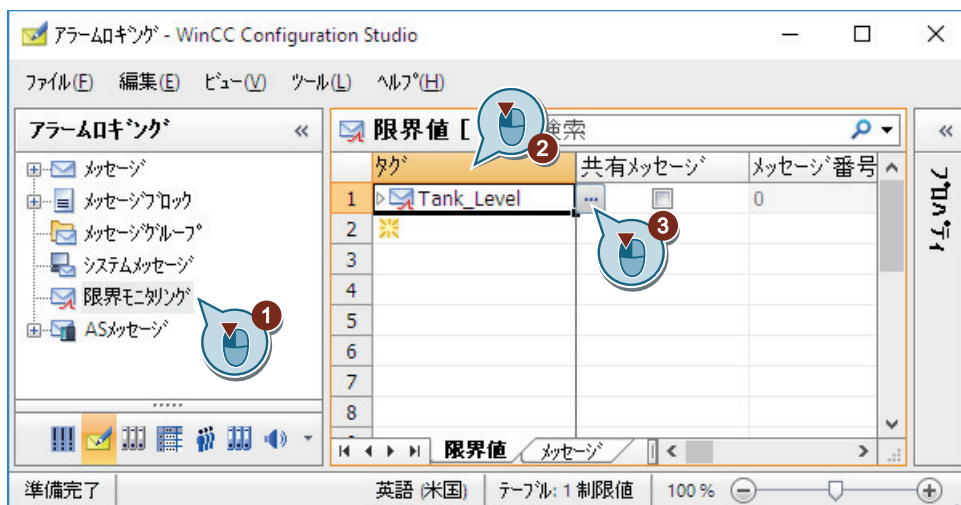 アラームロギング - WinCC Configuration Studio
ファイル(F) 編集(E) ビュー(V) ツール(L) ヘルプ(H)
アラームロギング «
メッセージ
メッセージブロック
メッセージグループ
システムメッセージ
限界モニタリング
ASメッセージ
1
限界値 [ 検索
2
タグ 共有メッセージ メッセージ番号
1 Tank_Level ... 0
3
2
3
4
5
6
7
8
限界値 メッセージ
«
プロパティ
準備完了 英語 (米国) テーブル: 1 制限値 100 %